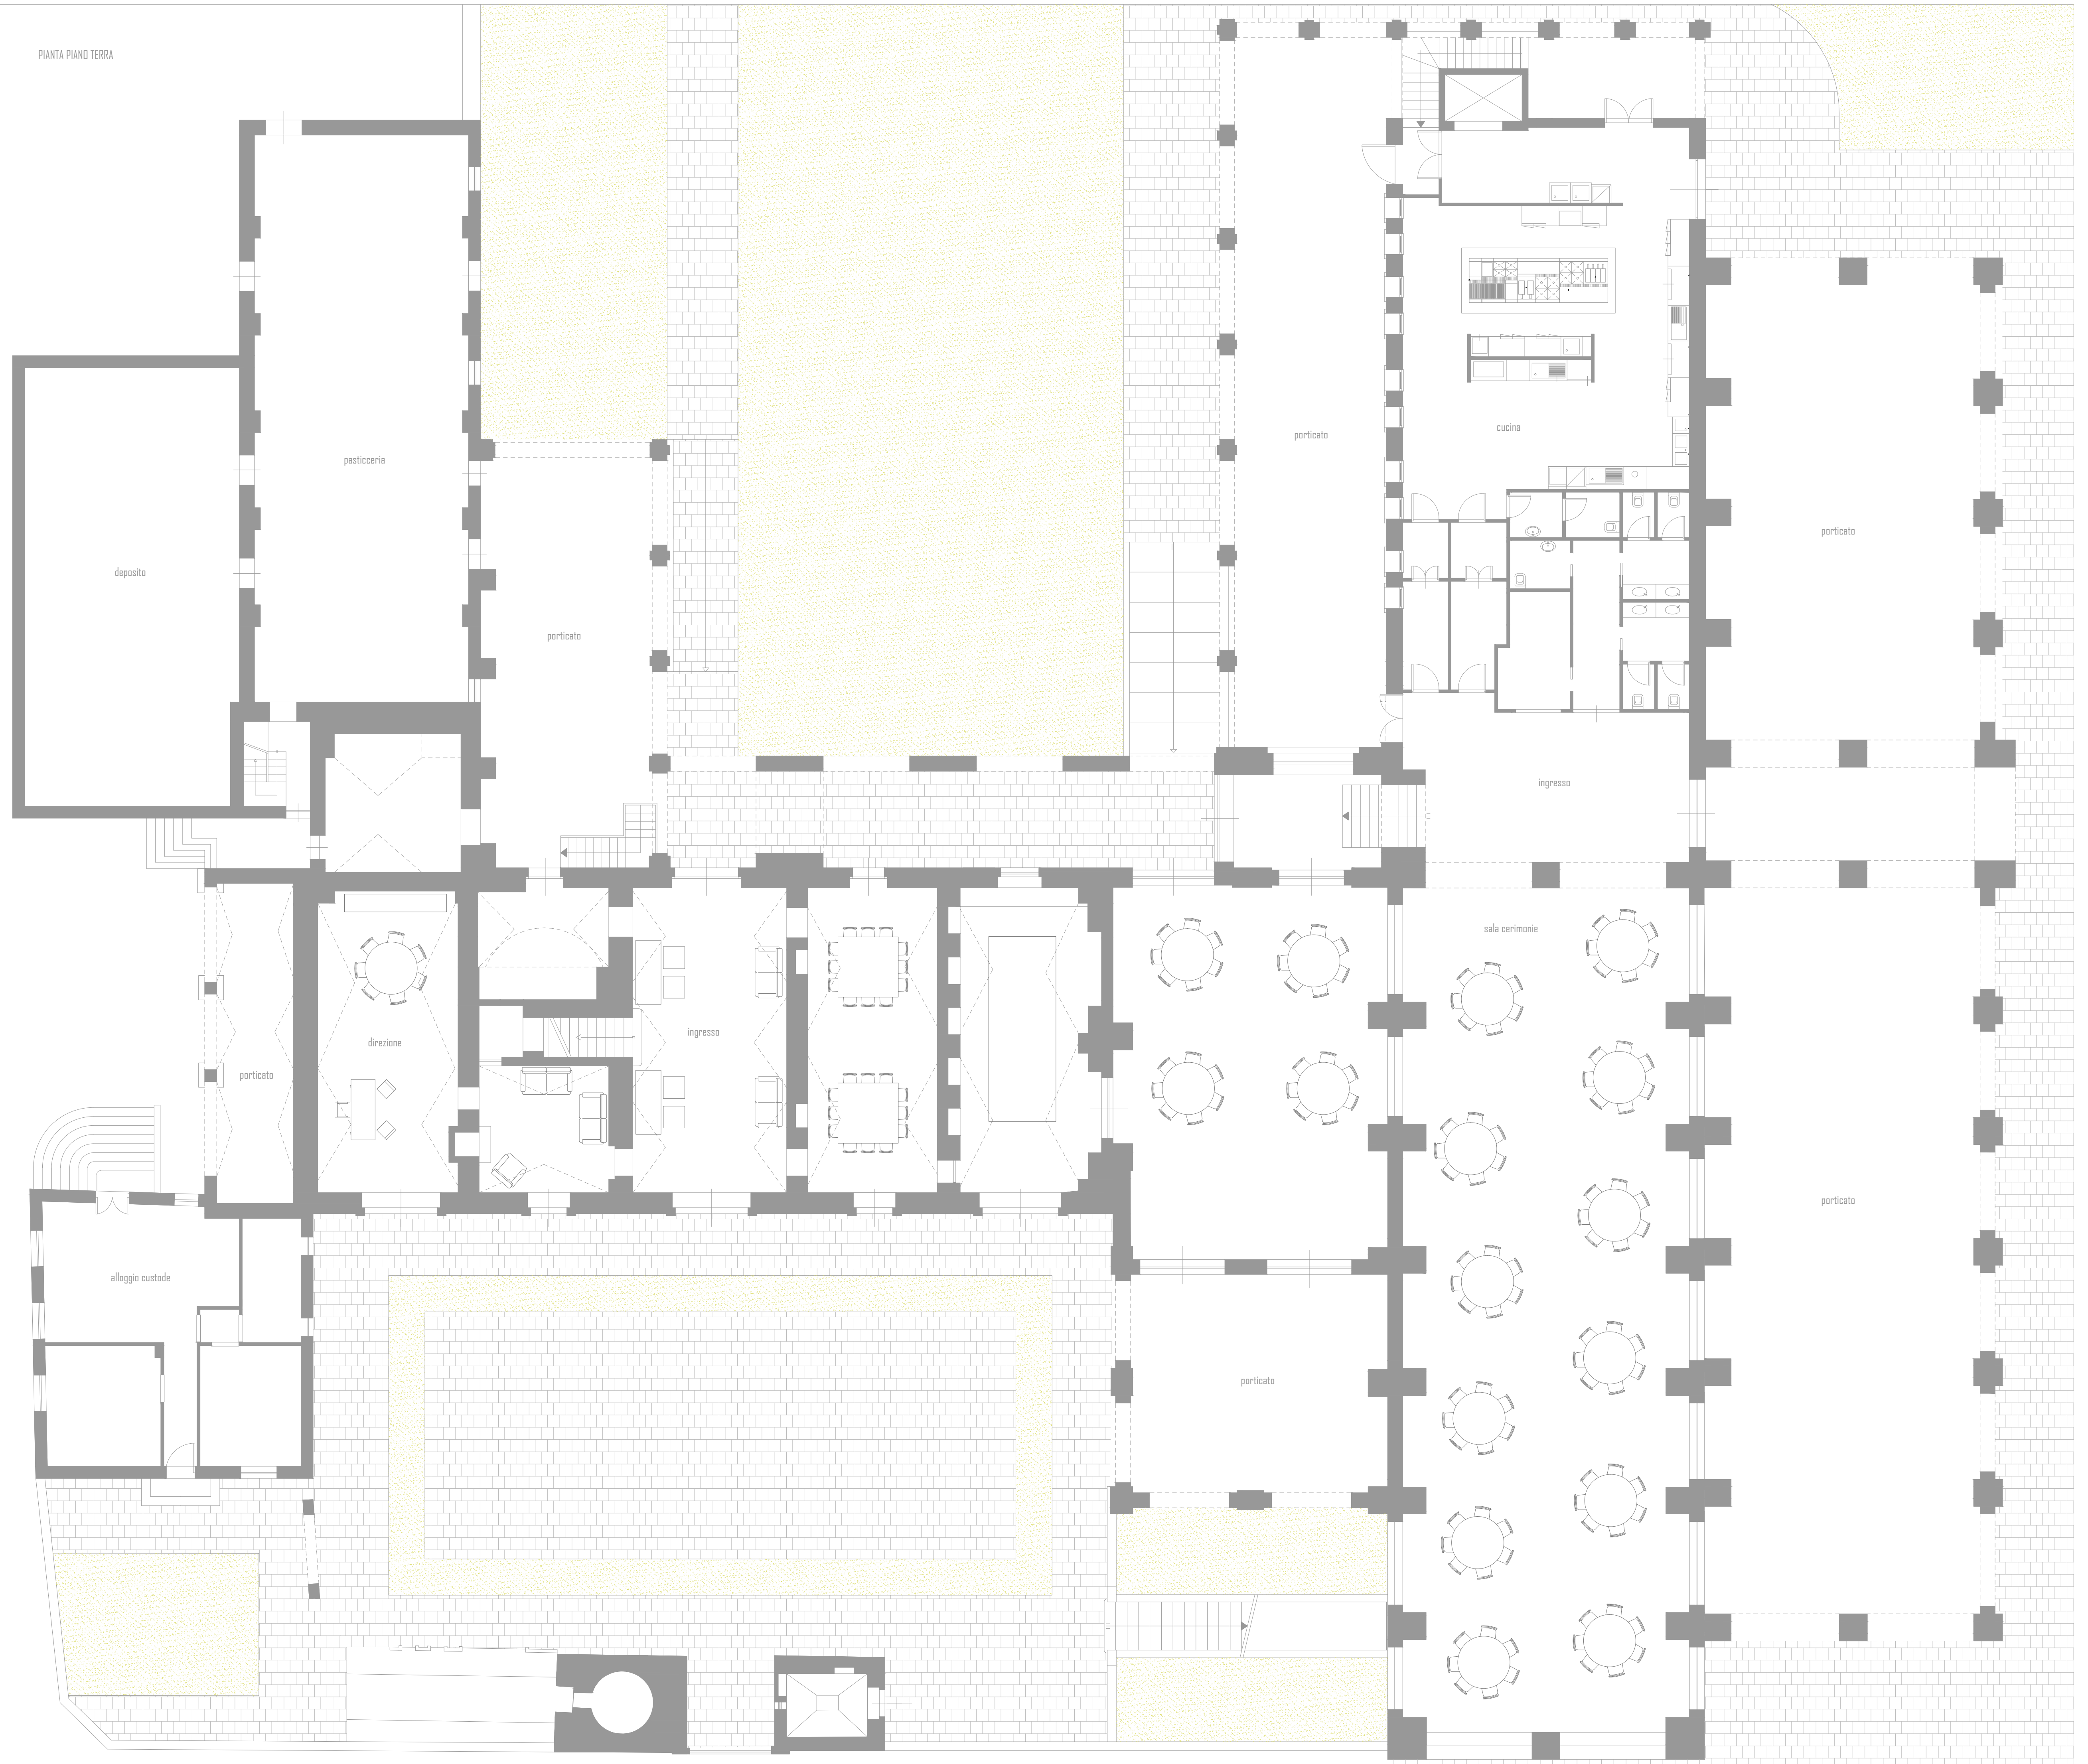 PIANTA PIANO TERRA
porticato
cucina
pasticceria
porticato
deposito
porticato
ingresso
sala cerimonie
ingresso
direzione
porticato
porticato
alloggio custode
porticato